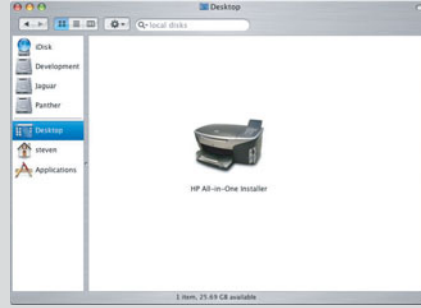 Desktop
local disks
iDisk
Development
Jaguar
Panther
Desktop
steven
Applications
HP All-in-One Installer
1 item, 25.69 GB available